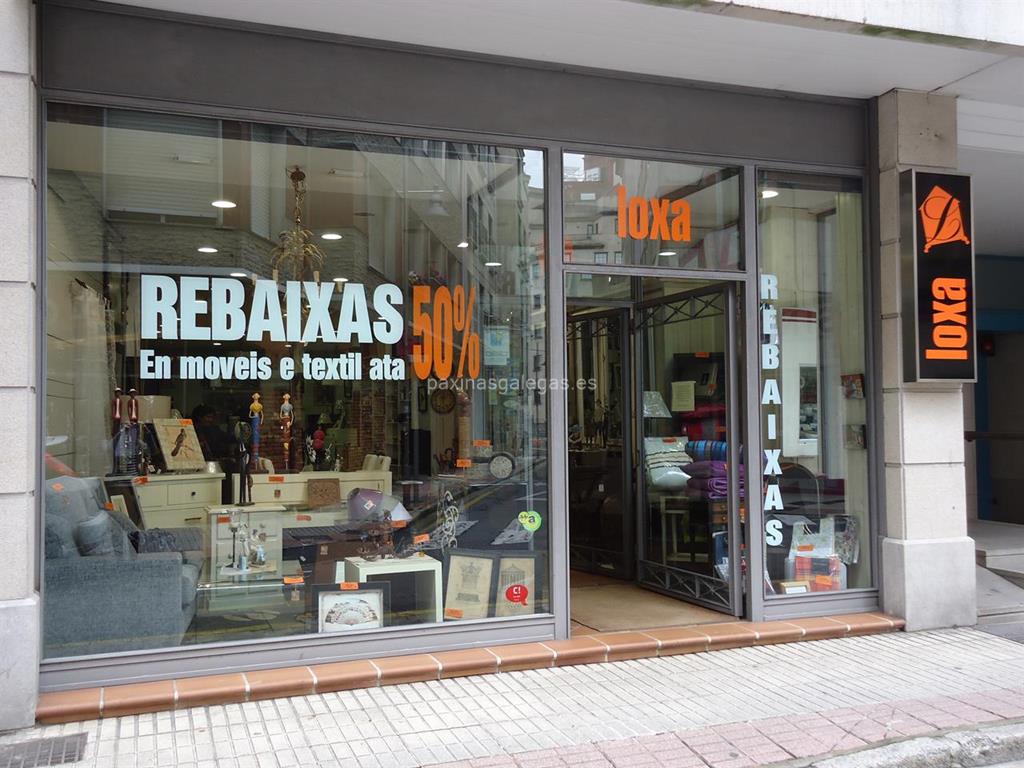 loxa
REBAIXAS 50%
En moveis e textil ata
paxinasgalegas.es
REBAIXAS
loxa